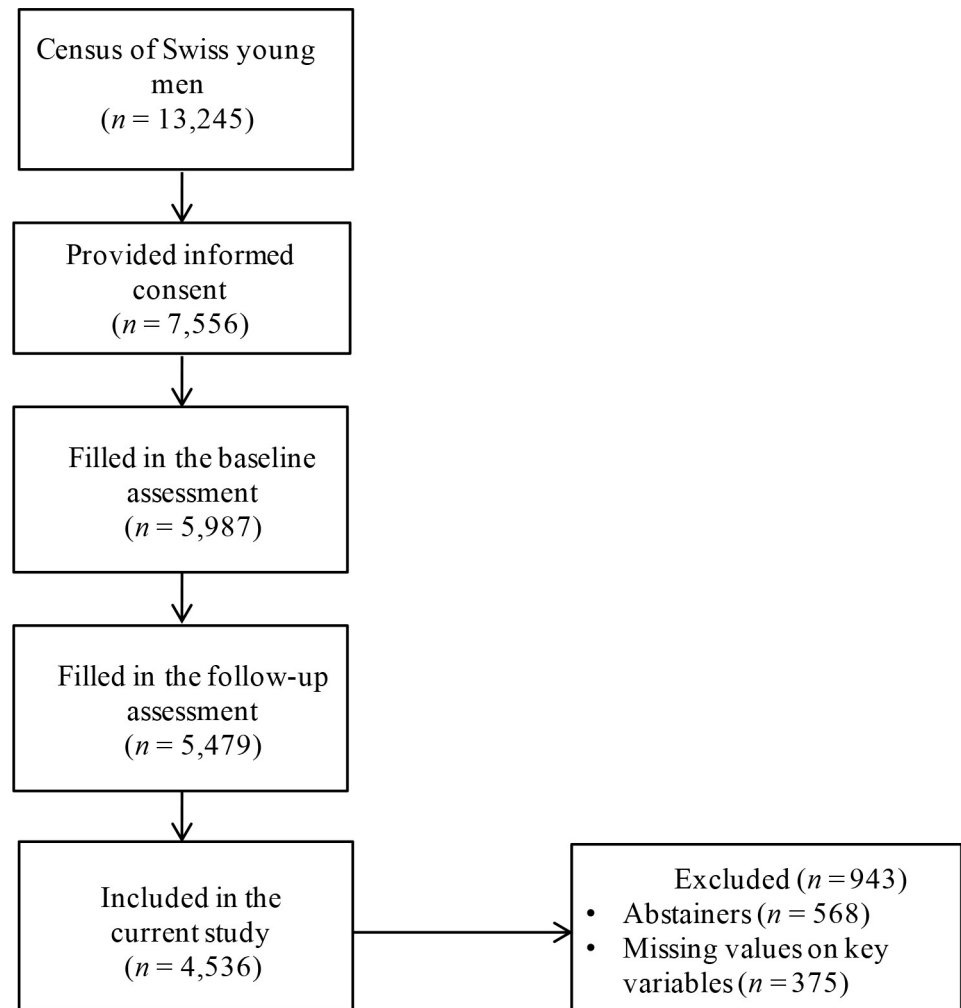 Census of Swiss young
men
(n = 13,245)
Provided informed
consent
(n = 7,556)
Filled in the baseline
assessment
(n = 5,987)
Filled in the follow-up
assessment
(n = 5,479)
Included in the
current study
(n = 4,536)
Excluded (n = 943)
• Abstainers (n = 568)
• Missing values on key
variables (n = 375)